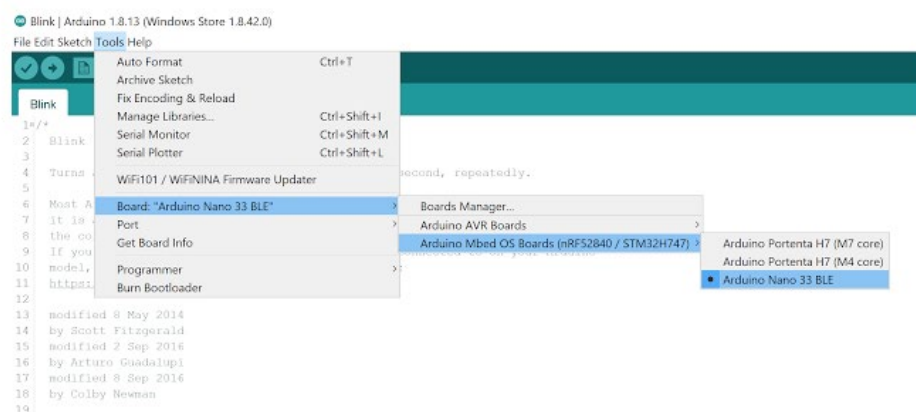 Blink | Arduino 1.8.13 (Windows Store 1.8.42.0)
File Edit Sketch Tools Help
Auto Format Ctrl+T
Archive Sketch
Fix Encoding & Reload
Manage Libraries... Ctrl+Shift+I
Serial Monitor Ctrl+Shift+M
Serial Plotter Ctrl+Shift+L
WiFi101 / WiFiNINA Firmware Updater
Board: "Arduino Nano 33 BLE"
Port
Get Board Info
Programmer
Burn Bootloader
Boards Manager...
Arduino AVR Boards
Arduino Mbed OS Boards (nRF52840 / STM32H747)
Arduino Portenta H7 (M7 core)
Arduino Portenta H7 (M4 core)
Arduino Nano 33 BLE
Blink
1 /*
2 Blink
3
4 Turns second, repeatedly.
5
6 Most A
7 it is
8 the co
9 If you
10 model,
11 https:
12
13 modified 8 May 2014
14 by Scott Fitzgerald
15 modified 2 Sep 2016
16 by Arturo Guadalupi
17 modified 8 Sep 2016
18 by Colby Newman
19